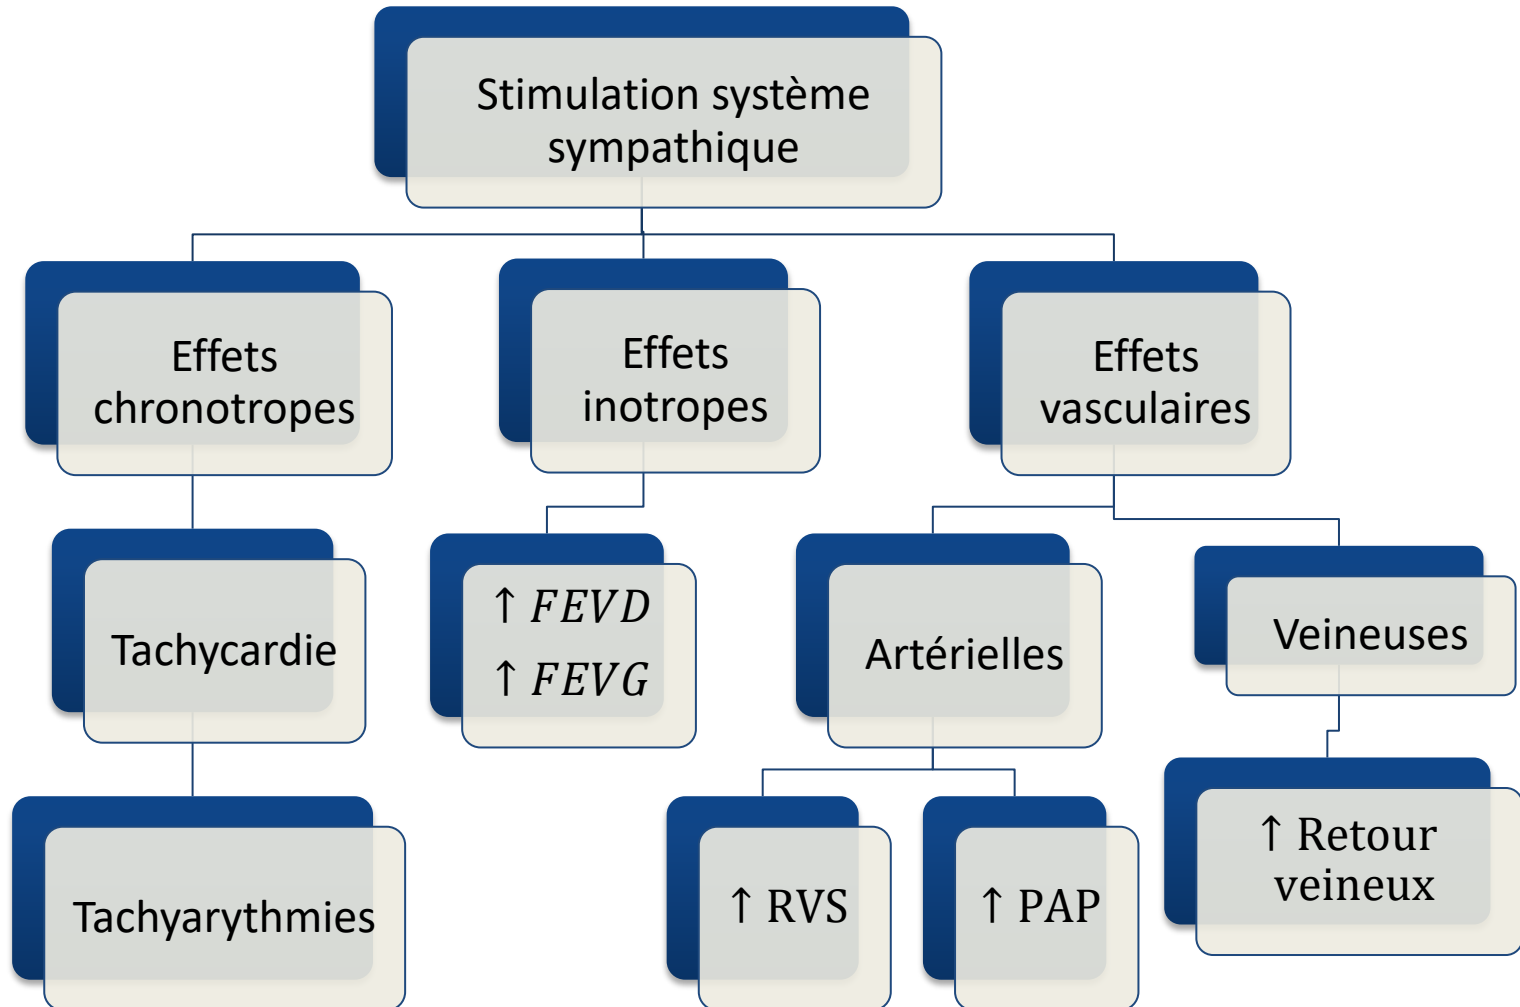 Stimulation système
sympathique
Effets
chronotropes
Effets
inotropes
Effets
vasculaires
Tachycardie
↑ FEVD
↑ FEVG
Artérielles
Veineuses
Tachyarythmies
↑ RVS
↑ PAP
↑ Retour
veineux